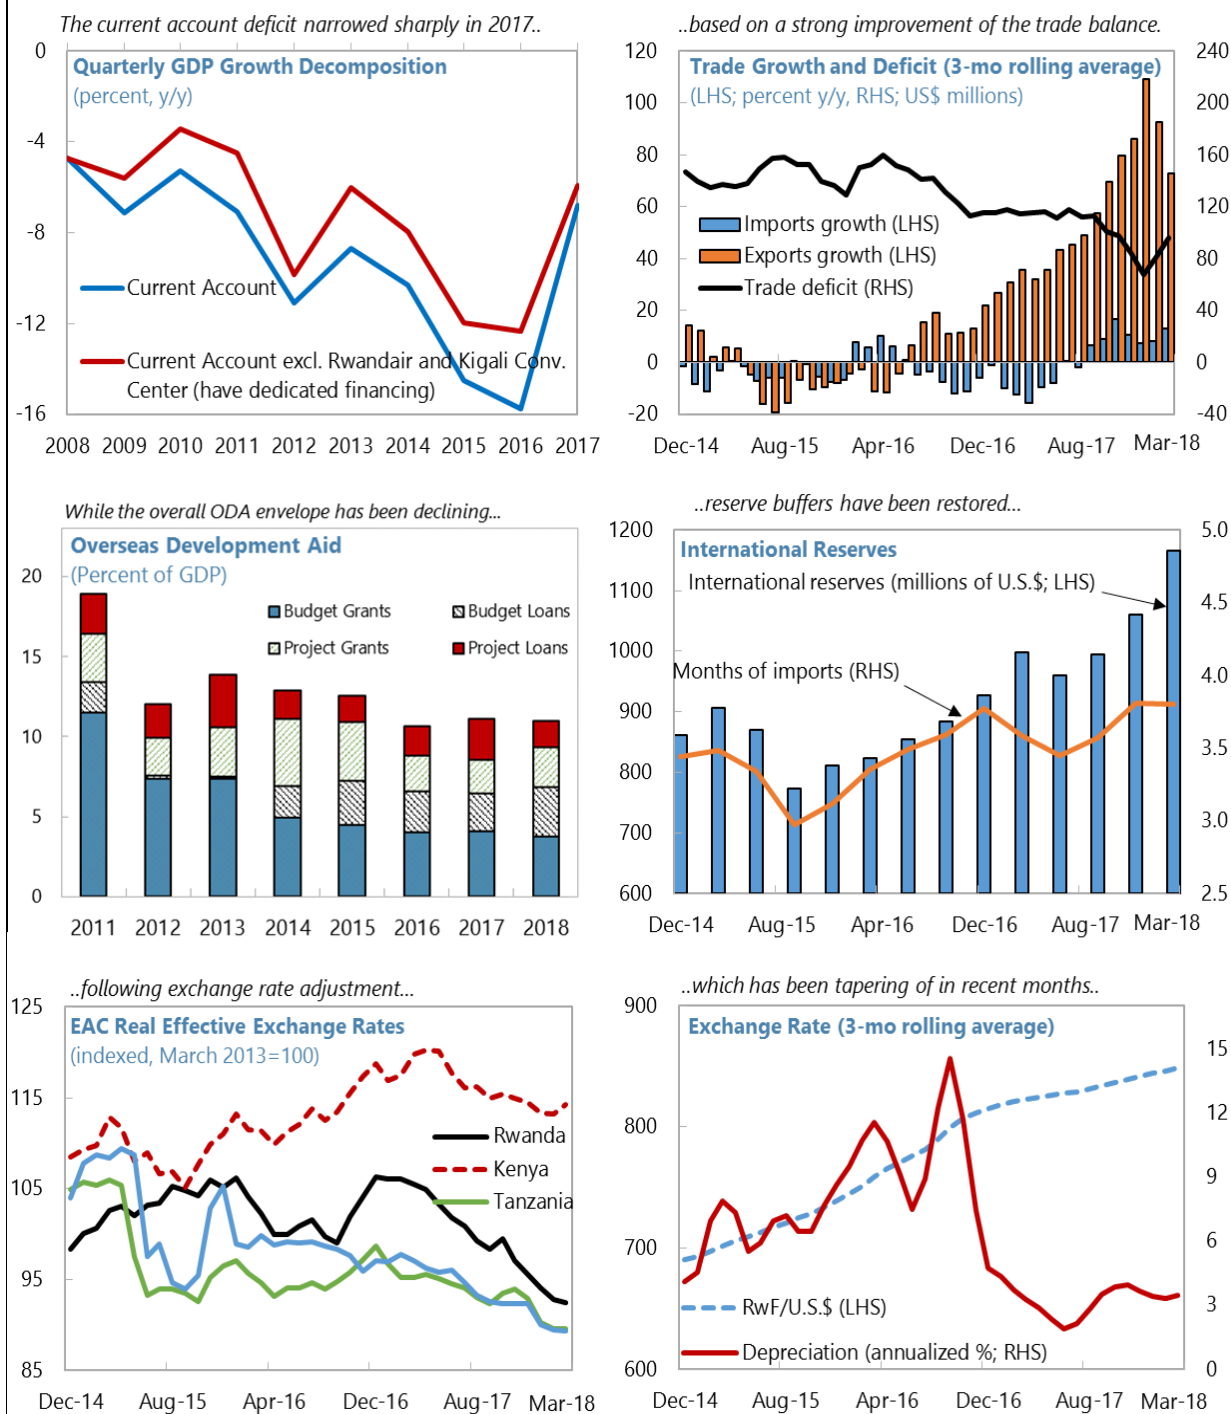 The current account deficit narrowed sharply in 2017..
0
-4
-8
-12
-16
Quarterly GDP Growth Decomposition
(percent, y/y)
Current Account
Current Account excl. Rwandair and Kigali Conv.
Center (have dedicated financing)
2008 2009 2010 2011 2012 2013 2014 2015 2016 2017
..based on a strong improvement of the trade balance.
120
100
80
60
40
20
0
-20
Trade Growth and Deficit (3-mo rolling average)
(LHS; percent y/y, RHS; US$ millions)
Imports growth (LHS)
Exports growth (LHS)
Trade deficit (RHS)
240
200
160
120
80
40
0
-40
Dec-14 Aug-15 Apr-16 Dec-16 Aug-17 Mar-18
While the overall ODA envelope has been declining...
Overseas Development Aid
(Percent of GDP)
20
15
10
5
0
Budget Grants Budget Loans
Project Grants Project Loans
2011 2012 2013 2014 2015 2016 2017 2018
..reserve buffers have been restored...
1200
1100
1000
900
800
700
600
International Reserves
International reserves (millions of U.S.$; LHS)
Months of imports (RHS)
5.0
4.5
4.0
3.5
3.0
2.5
Dec-14 Aug-15 Apr-16 Dec-16 Aug-17 Mar-18
..following exchange rate adjustment...
125
115
105
95
85
EAC Real Effective Exchange Rates
(indexed, March 2013=100)
Rwanda
Kenya
Tanzania
Dec-14 Aug-15 Apr-16 Dec-16 Aug-17 Mar-18
..which has been tapering of in recent months..
900
800
700
600
Exchange Rate (3-mo rolling average)
RwF/U.S.$ (LHS)
Depreciation (annualized %; RHS)
15
12
9
6
3
0
Dec-14 Aug-15 Apr-16 Dec-16 Aug-17 Mar-18